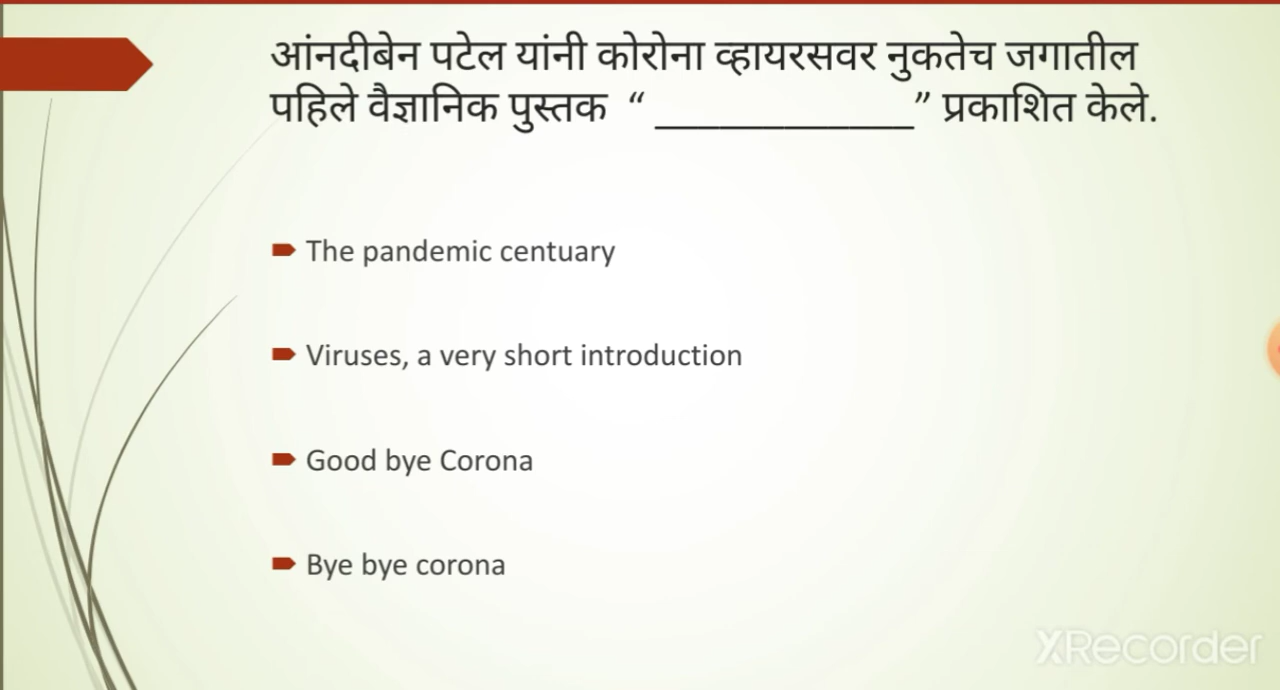 आंनदीबेन पटेल यांनी कोरोना व्हायरसवर नुकतेच जगातील
पहिले वैज्ञानिक पुस्तक “ ______________” प्रकाशित केले.
The pandemic centuary
Viruses, a very short introduction
Good bye Corona
Bye bye corona
XRecorder